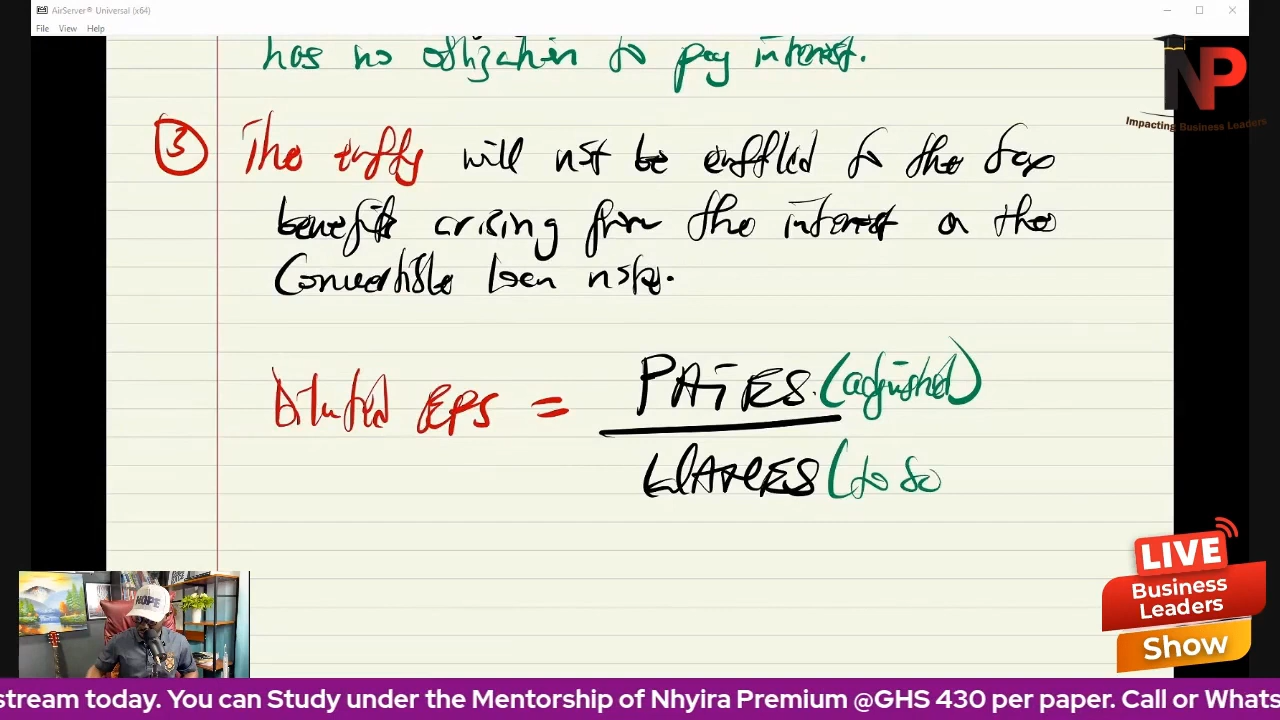 AirServer® Universal (x64)
File View Help
has no obligation to pay interest.
NP
Impacting Business Leaders
③ The entity will not be entitled to the tax
benefits arising from the interest on the
Convertible loan note.
Diluted EPS = PATES (adjusted)
(to be
LIVE
Business
Leaders
Show
stream today. You can Study under the Mentorship of Nhyira Premium @GHS 430 per paper. Call or Whats